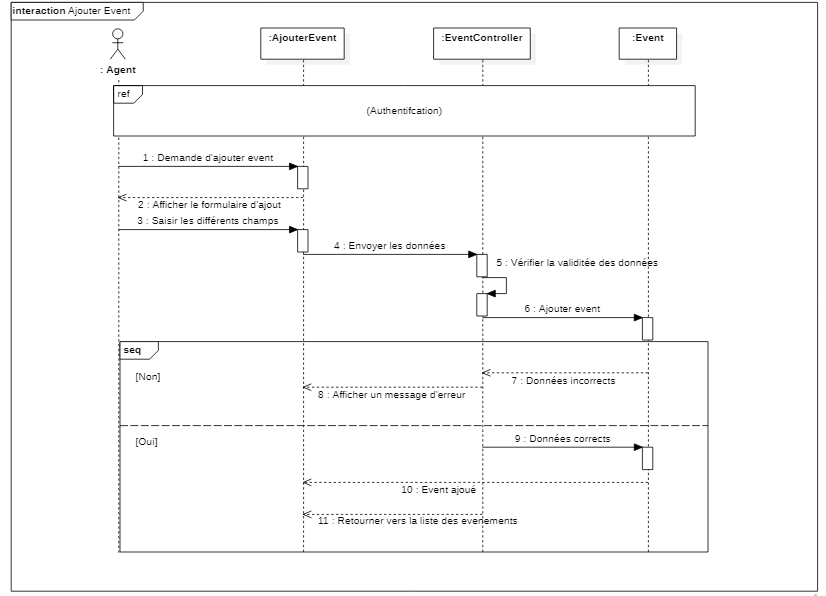 interaction Ajouter Event
: Agent
:AjouterEvent
:EventController
:Event
ref
(Authentifcation)
1 : Demande d'ajouter event
2 : Afficher le formulaire d'ajout
3 : Saisir les différents champs
4 : Envoyer les données
5 : Vérifier la validitée des données
6 : Ajouter event
seq
[Non]
7 : Données incorrects
8 : Afficher un message d'erreur
[Oui]
9 : Données corrects
10 : Event ajoué
11 : Retourner vers la liste des evenements